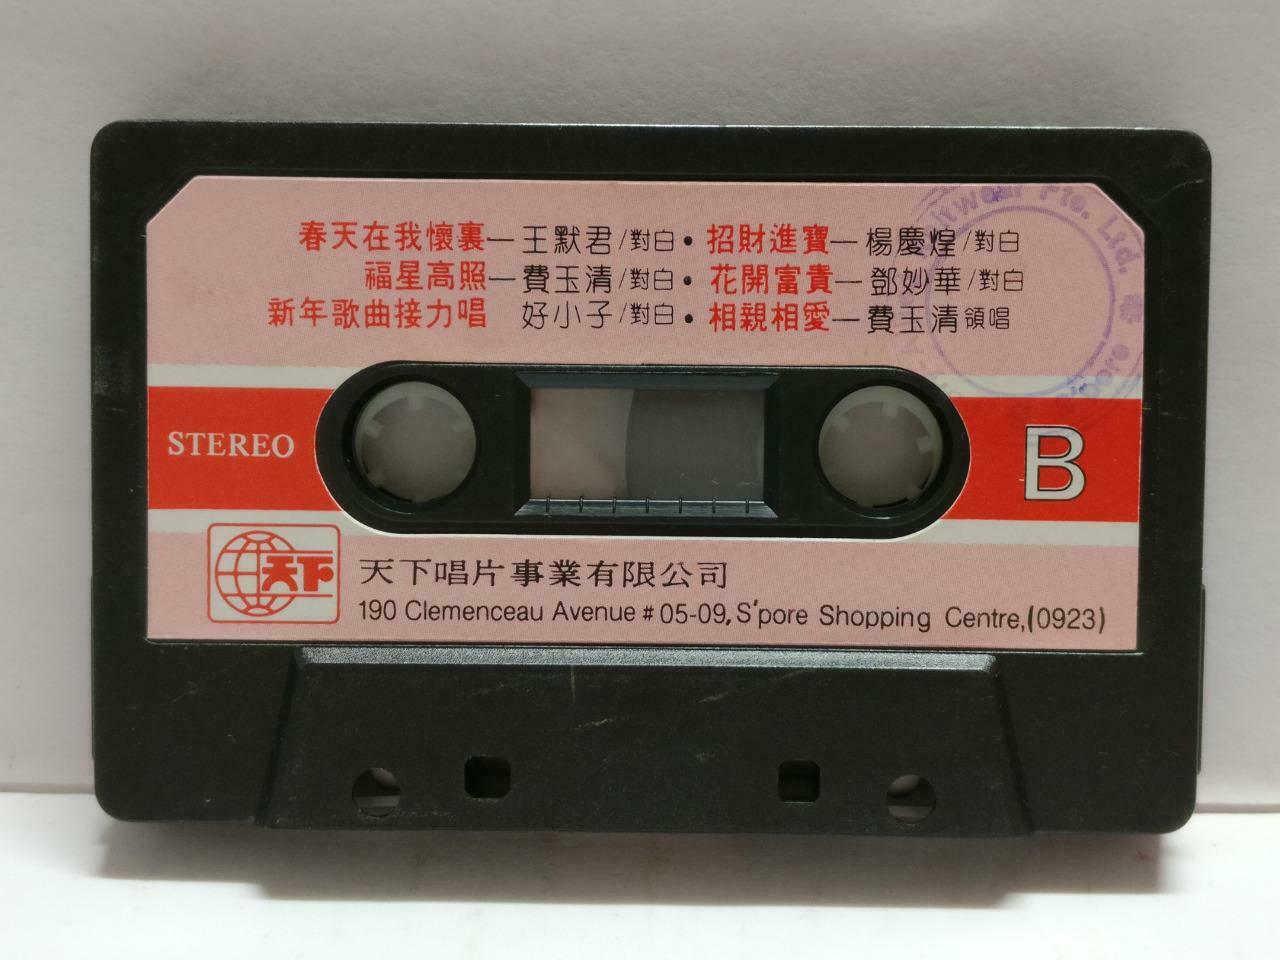 春天在我懷裏—王默君/對白•招財進寶—楊慶煌/對白
福星高照—費玉清/對白•花開富貴—鄧妙華/對白
新年歌曲接力唱 好小子/對白•相親相愛—費玉清領唱
STEREO
B
天下
天下唱片事業有限公司
190 Clemenceau Avenue # 05-09, S'pore Shopping Centre,(0923)
Pte. Ltd.